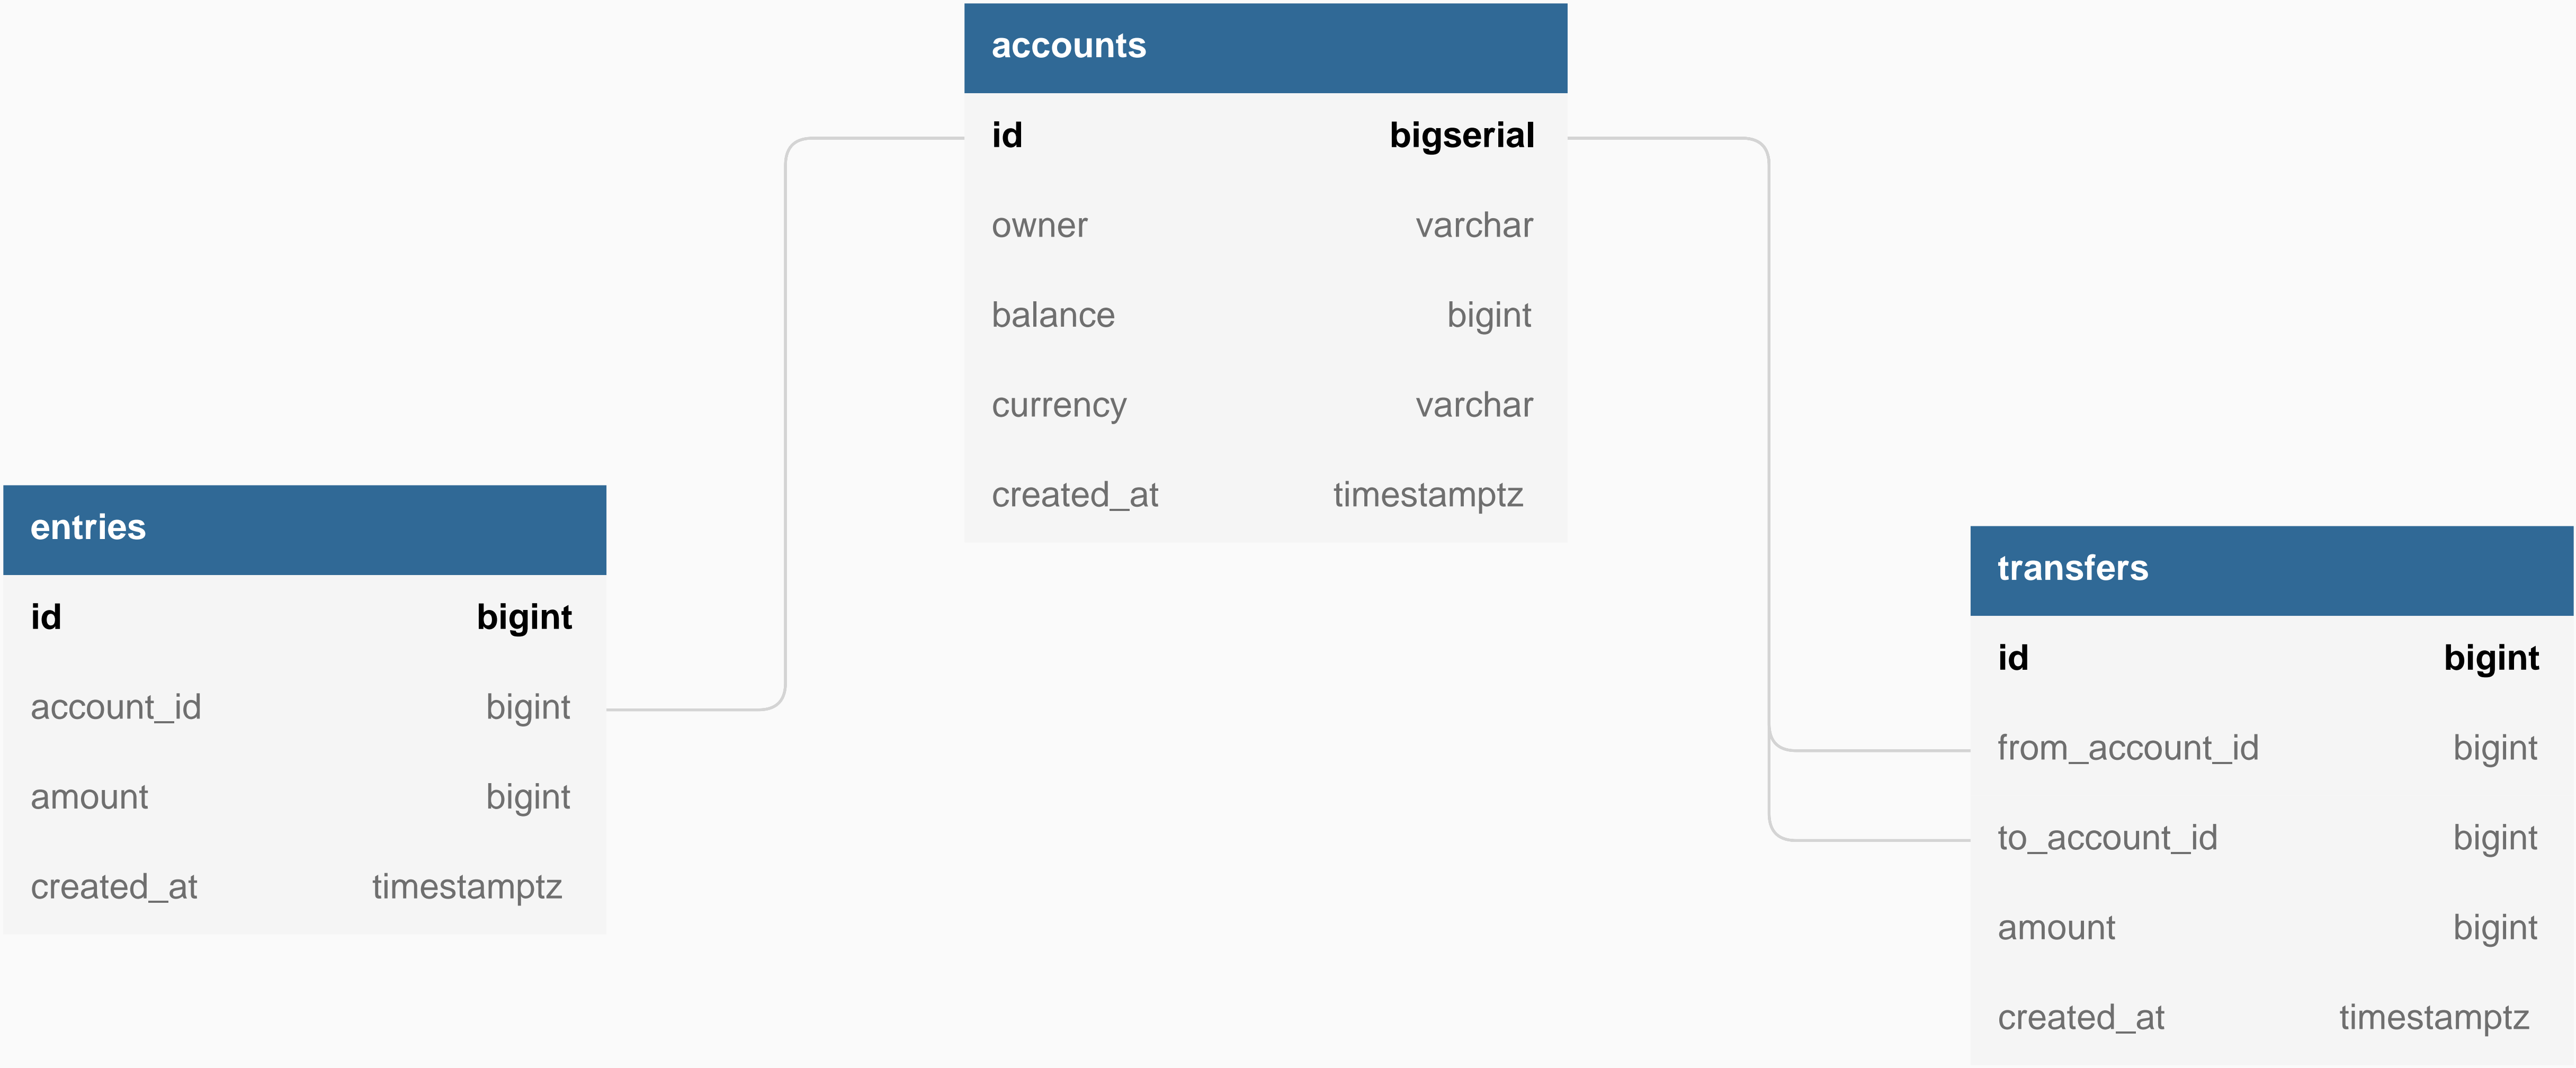 accounts
id bigserial
owner varchar
balance bigint
currency varchar
created_at timestamptz
entries
id bigint
account_id bigint
amount bigint
created_at timestamptz
transfers
id bigint
from_account_id bigint
to_account_id bigint
amount bigint
created_at timestamptz